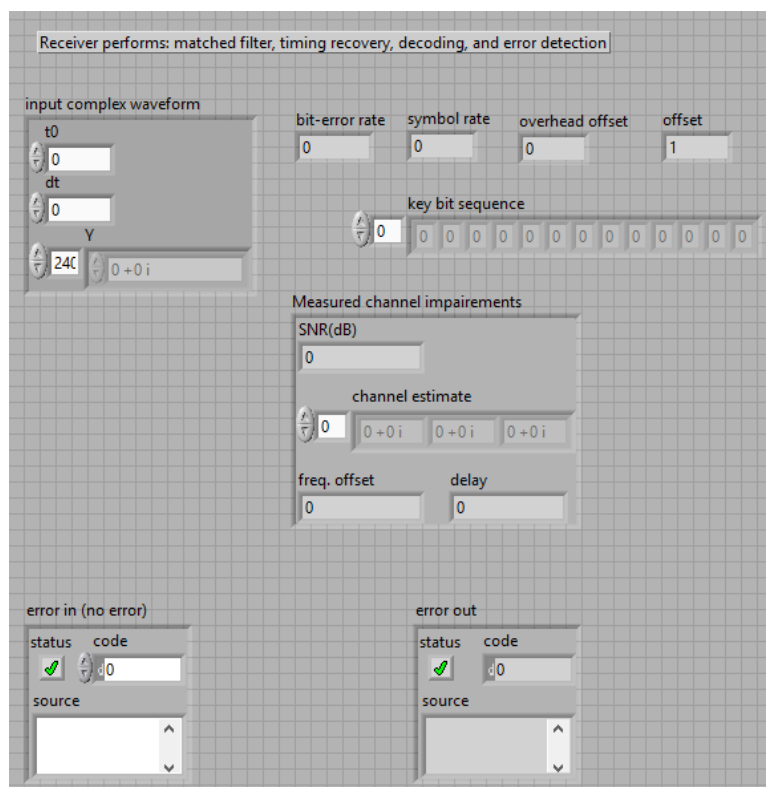 Receiver performs: matched filter, timing recovery, decoding, and error detection
input complex waveform
t0
0
dt
0
Y
240
0 +0 i
bit-error rate
0
symbol rate
0
overhead offset
0
offset
1
key bit sequence
0
0 0 0 0 0 0 0 0 0 0 0 0 0
Measured channel impairements
SNR(dB)
0
channel estimate
0
0 +0 i 0 +0 i 0 +0 i
freq. offset
0
delay
0
error in (no error)
status code
d0
source
error out
status code
d0
source